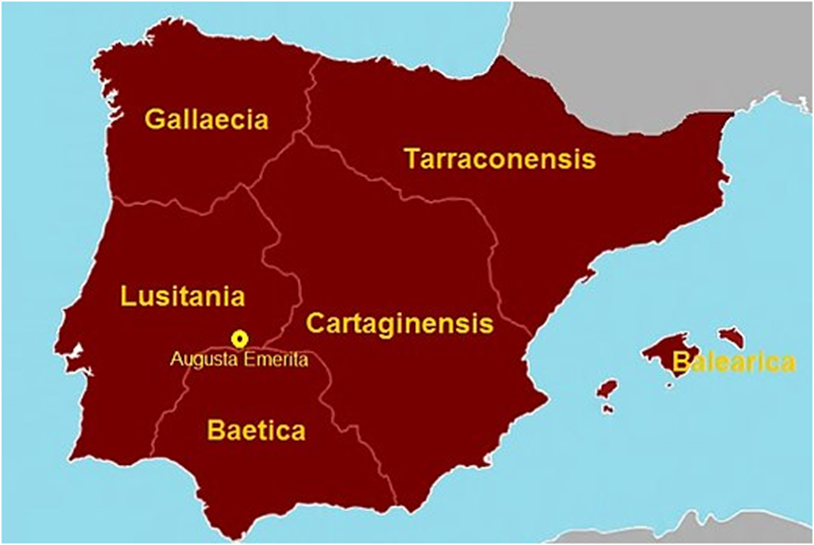 Gallaecia
Tarraconensis
Lusitania
Cartaginensis
Augusta Emerita
Balearica
Baetica